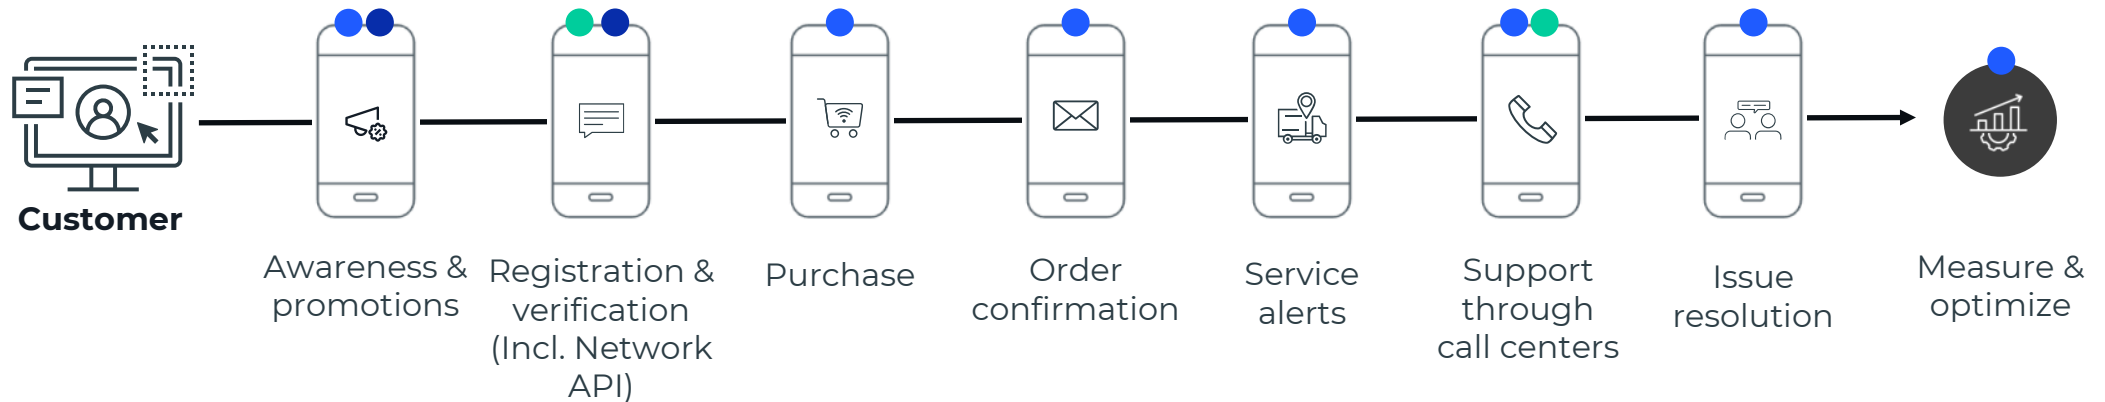 Customer
Awareness &
promotions
Registration &
verification
(Incl. Network
API)
Purchase
Order
confirmation
Service
alerts
Support
through
call centers
Issue
resolution
Measure &
optimize